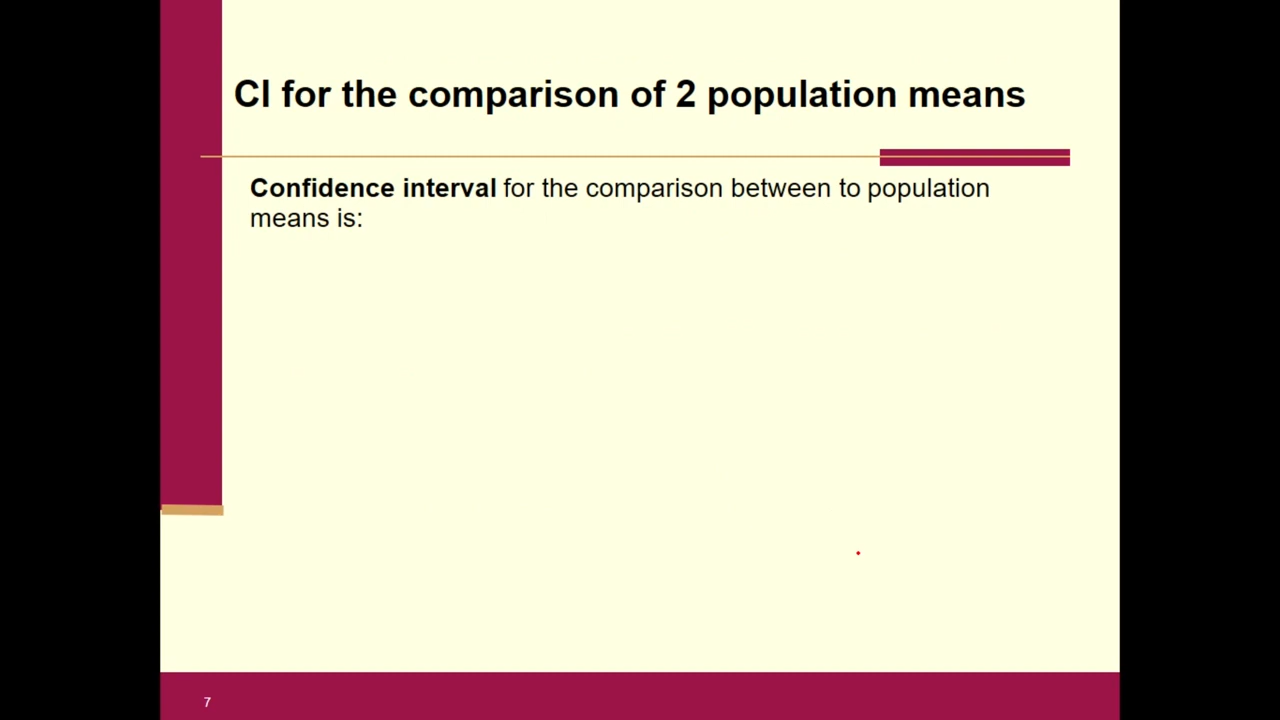 CI for the comparison of 2 population means
Confidence interval for the comparison between to population
means is:
7